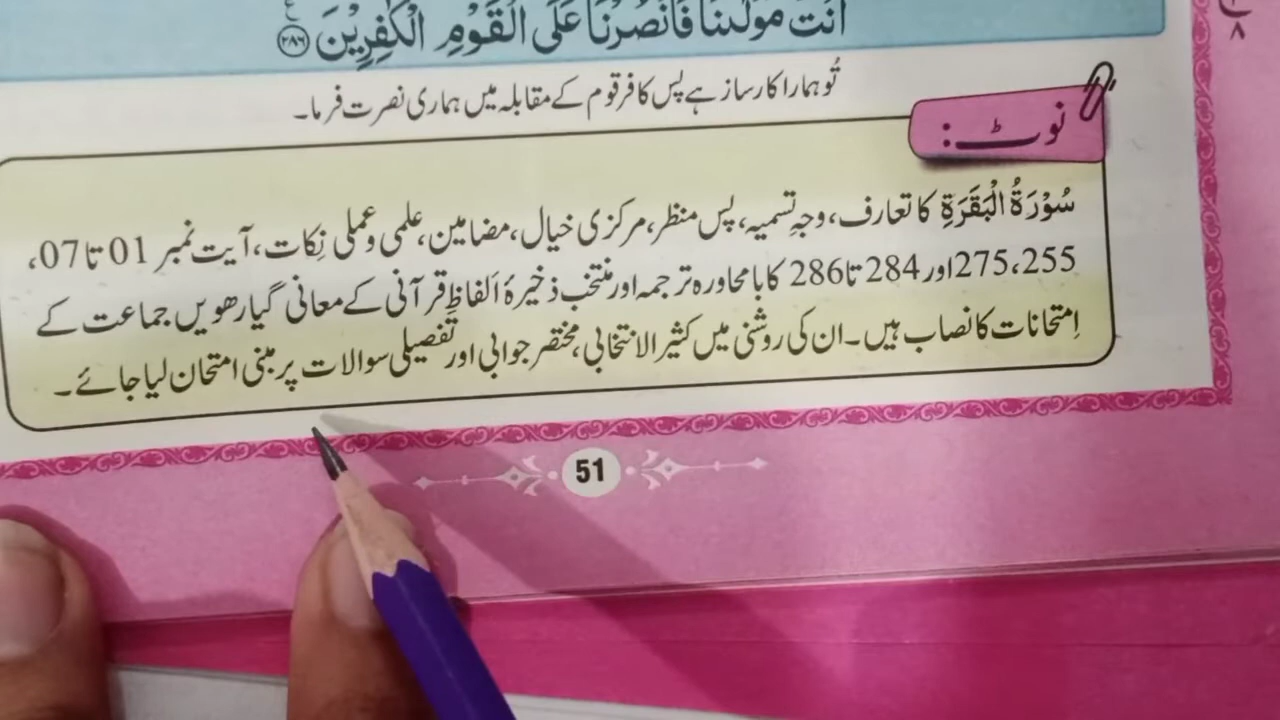 اَنْتَ مَوْلٰىنَا فَانْصُرْنَا عَلَى الْقَوْمِ الْكٰفِرِيْنَ ﴿۲۸۶﴾
تُو ہمارا کارساز ہے پس کافر قوم کے مقابلہ میں ہماری نصرت فرما۔
نوٹ:
سُوْرَۃُ الْبَقَرَۃِ کا تعارف، وجہِ تسمیہ، پس منظر، مرکزی خیال، مضامین، علمی و عملی نِکات، آیت نمبر 01 تا 07،
275،255 اور 284 تا 286 کا بامحاورہ ترجمہ اور منتخب ذخیرۂ اَلفاظِ قرآنی کے معانی گیارھویں جماعت کے
اِمتحانات کا نصاب ہیں۔ ان کی روشنی میں کثیر الانتخابی، مختصر جوابی اور تفصیلی سوالات پر مبنی امتحان لیا جائے۔
51